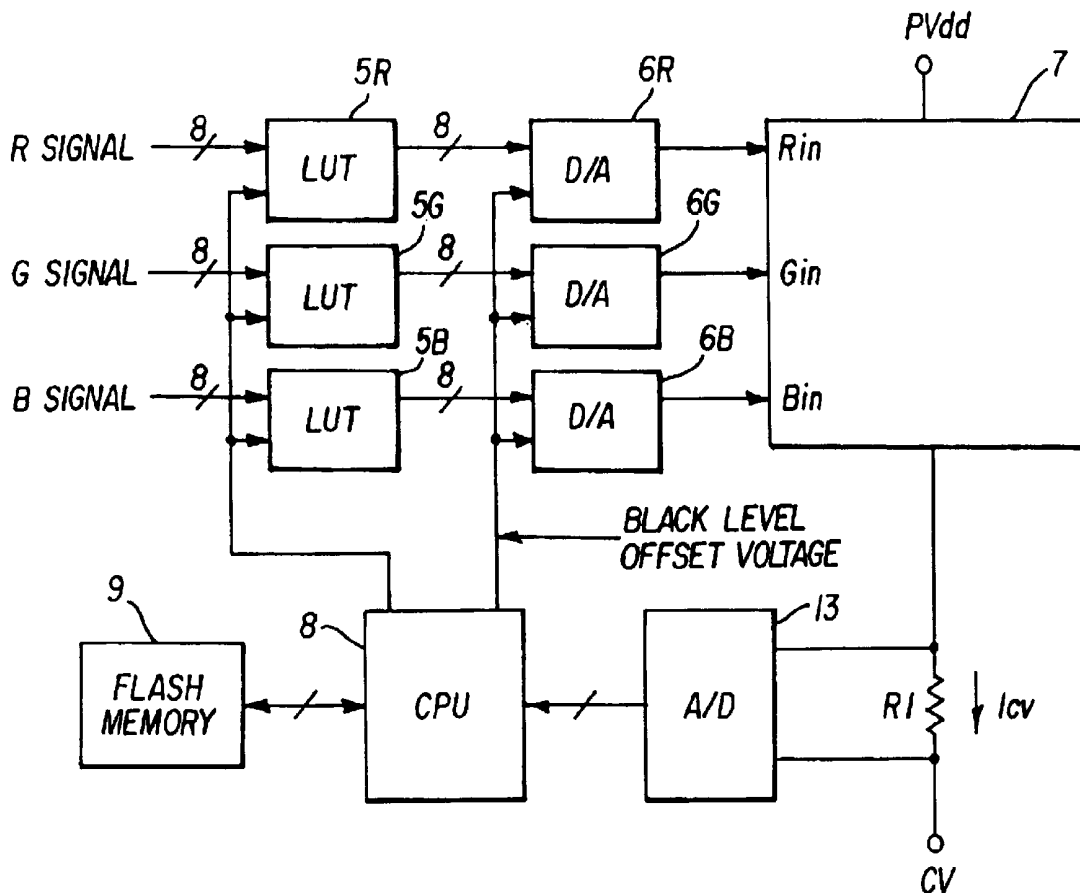 PVdd
5R
6R
7
R SIGNAL
8
LUT
8
D/A
Rin
5G
6G
G SIGNAL
8
LUT
8
D/A
Gin
5B
6B
B SIGNAL
8
LUT
8
D/A
Bin
BLACK LEVEL
OFFSET VOLTAGE
9
8
13
FLASH
MEMORY
CPU
A/D
R1
Icv
CV